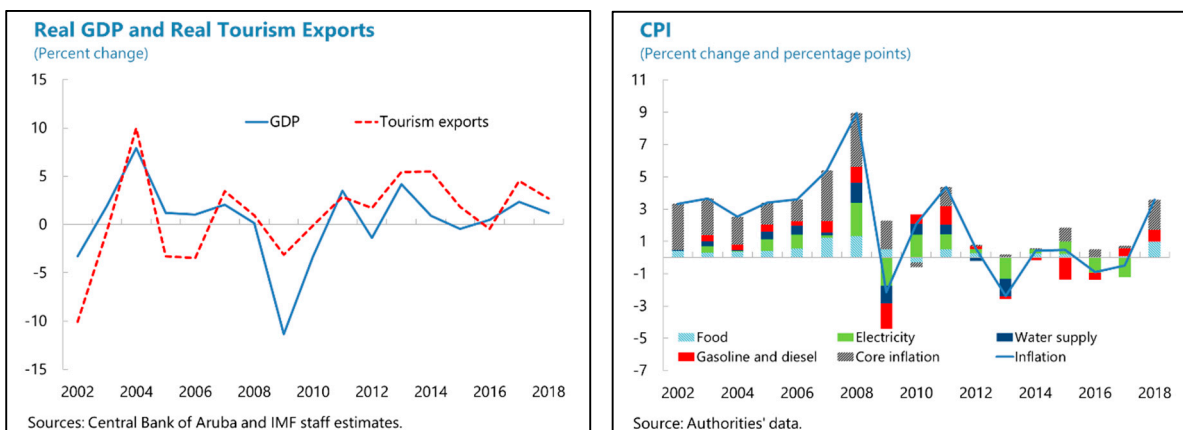 Real GDP and Real Tourism Exports
(Percent change)
15
10
5
0
-5
-10
-15
GDP
Tourism exports
2002 2004 2006 2008 2010 2012 2014 2016 2018
Sources: Central Bank of Aruba and IMF staff estimates.
CPI
(Percent change and percentage points)
11
9
7
5
3
1
-1
-3
-5
-7
Food
Electricity
Water supply
Gasoline and diesel
Core inflation
Inflation
2002 2004 2006 2008 2010 2012 2014 2016 2018
Source: Authorities' data.